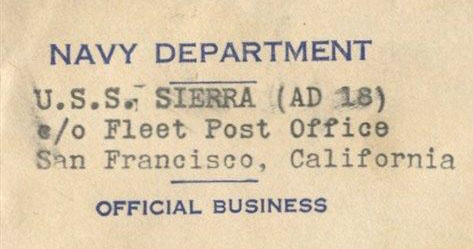 NAVY DEPARTMENT
U.S.S. SIERRA (AD 18)
c/o Fleet Post Office
San Francisco, California
OFFICIAL BUSINESS